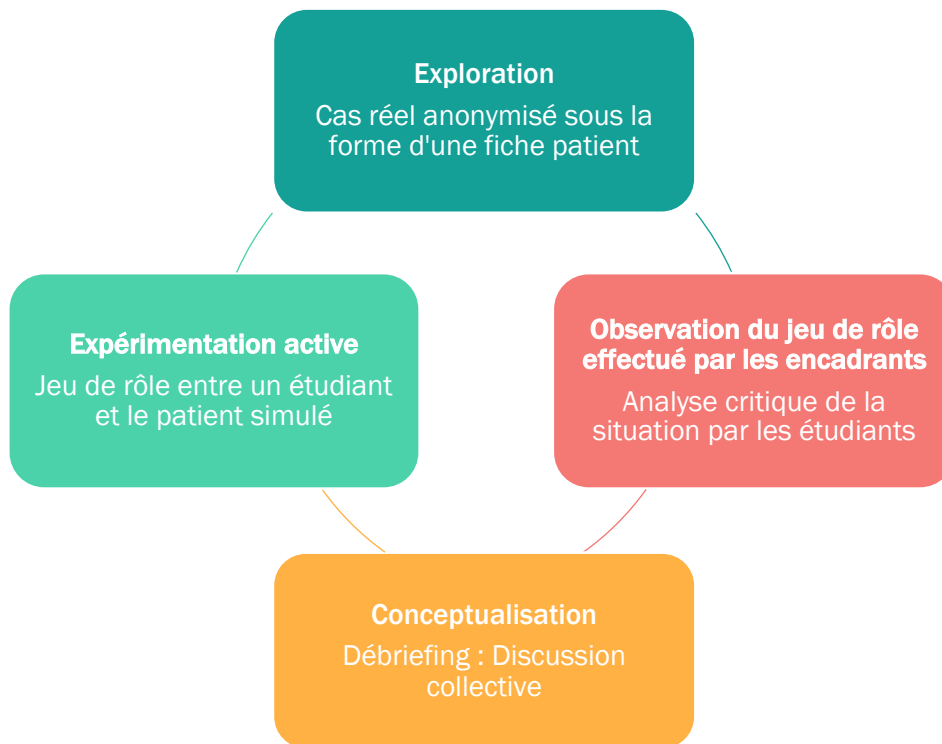 Exploration
Cas réel anonymisé sous la
forme d'une fiche patient
Observation du jeu de rôle
effectué par les encadrants
Analyse critique de la
situation par les étudiants
Conceptualisation
Débriefing : Discussion
collective
Expérimentation active
Jeu de rôle entre un étudiant
et le patient simulé